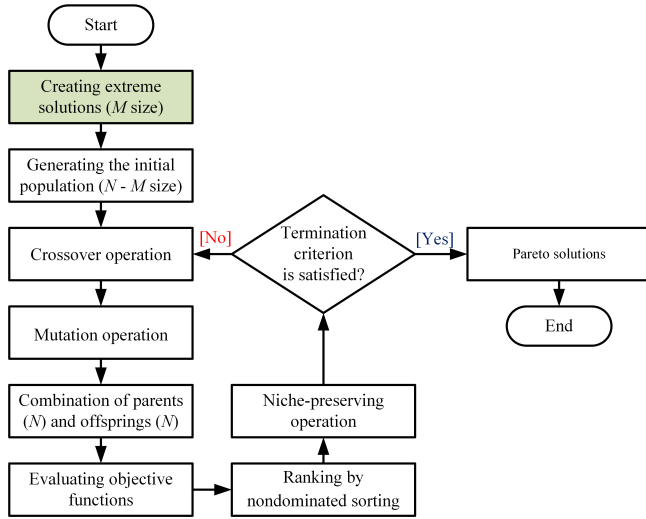 Start
Creating extreme
solutions (M size)
Generating the initial
population (N - M size)
Crossover operation
Mutation operation
Combination of parents
(N) and offsprings (N)
Evaluating objective
functions
Ranking by
nondominated sorting
Niche-preserving
operation
Termination
criterion
is satisfied?
[No]
[Yes]
Pareto solutions
End